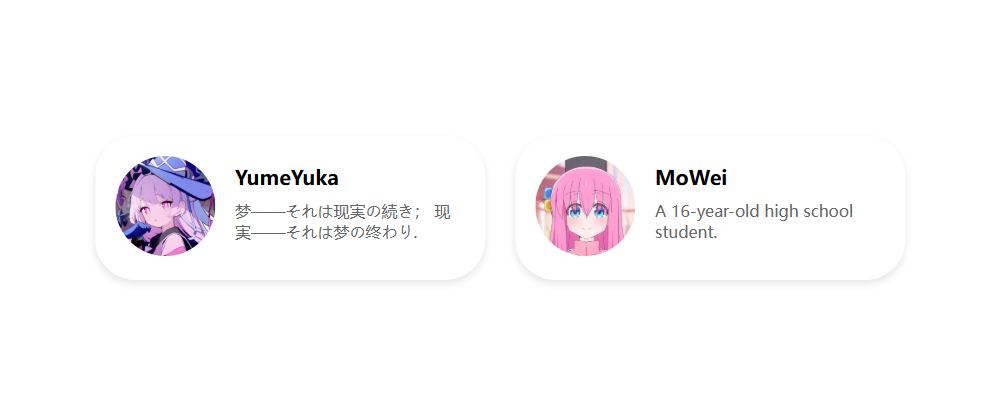 YumeYuka
梦——それは现実の続き； 现
実——それは梦の终わり.
MoWei
A 16-year-old high school
student.